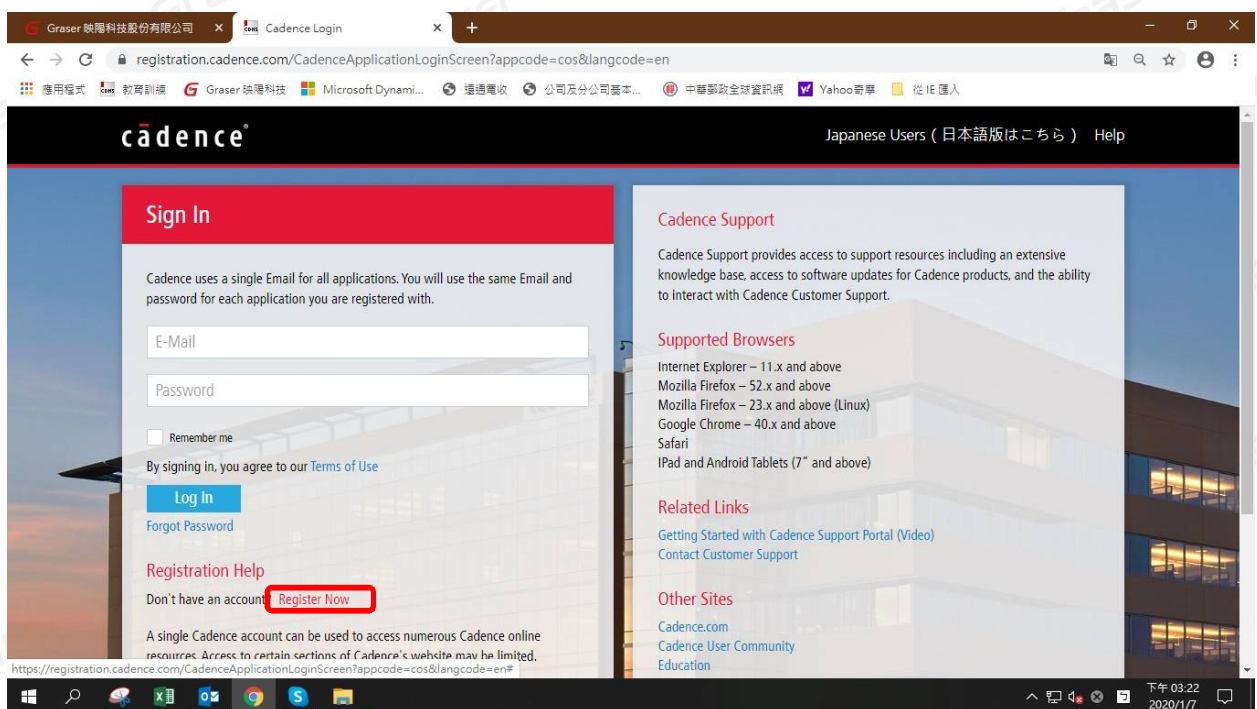 Graser 映陽科技股份有限公司
CDNS Cadence Login
registration.cadence.com/CadenceApplicationLoginScreen?appcode=cos&langcode=en
應用程式 CDNS 教育訓練 Graser 映陽科技 Microsoft Dynami... 遠通電收 公司及分公司基本... 中華郵政全球資訊網 Yahoo奇摩 從 IE 匯入
cādence®
Japanese Users ( 日本語版はこちら ) Help
Sign In
Cadence uses a single Email for all applications. You will use the same Email and
password for each application you are registered with.
E-Mail
Password
Remember me
By signing in, you agree to our Terms of Use
Log In
Forgot Password
Registration Help
Don't have an account Register Now
A single Cadence account can be used to access numerous Cadence online
resources. Access to certain sections of Cadence's website may be limited.
Cadence Support
Cadence Support provides access to support resources including an extensive
knowledge base, access to software updates for Cadence products, and the ability
to interact with Cadence Customer Support.
Supported Browsers
Internet Explorer – 11.x and above
Mozilla Firefox – 52.x and above
Mozilla Firefox – 23.x and above (Linux)
Google Chrome – 40.x and above
Safari
IPad and Android Tablets (7" and above)
Related Links
Getting Started with Cadence Support Portal (Video)
Contact Customer Support
Other Sites
Cadence.com
Cadence User Community
Education
https://registration.cadence.com/CadenceApplicationLoginScreen?appcode=cos&langcode=en#
下午 03:22
2020/1/7